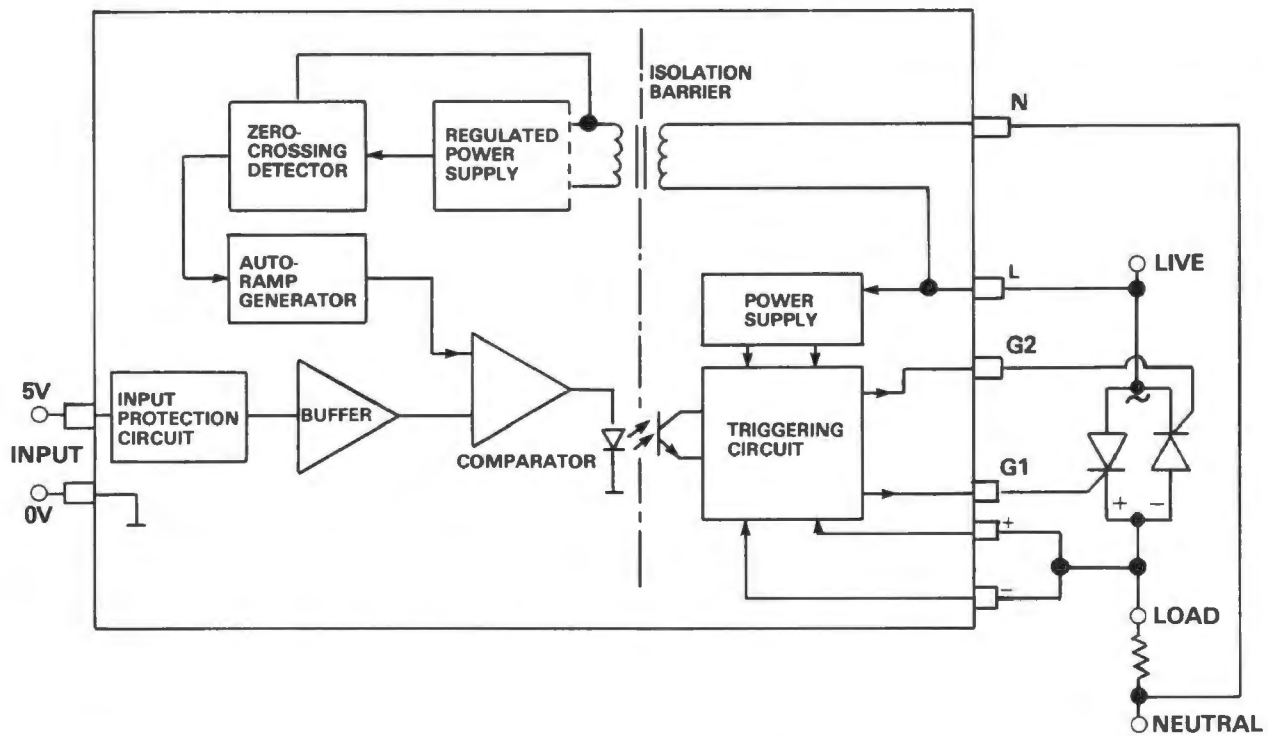 ISOLATION
BARRIER
N
ZERO-
CROSSING
DETECTOR
REGULATED
POWER
SUPPLY
AUTO-
RAMP
GENERATOR
L
LIVE
POWER
SUPPLY
G2
5V
INPUT
0V
INPUT
PROTECTION
CIRCUIT
BUFFER
COMPARATOR
TRIGGERING
CIRCUIT
G1
+
-
~
+ -
LOAD
NEUTRAL